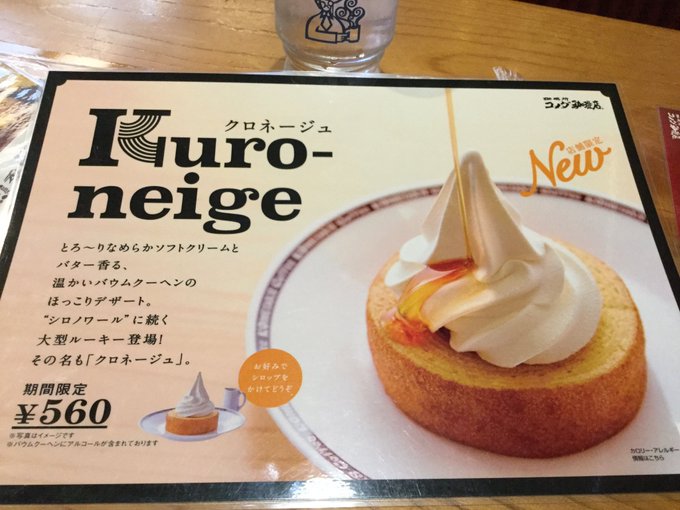 Kuro-
クロネージュ
neige
珈琲所
コメダ珈琲店
店舗限定
New
とろ〜りなめらかソフトクリームと
バター香る、
温かいバウムクーヘンの
ほっこりデザート。
“シロノワール”に続く
大型ルーキー登場!
その名も「クロネージュ」。
お好みで
シロップを
かけてどうぞ
期間限定
¥560
※写真はイメージです
※バウムクーヘンにアルコールが含まれております
カロリー・アレルギー
情報はこちら